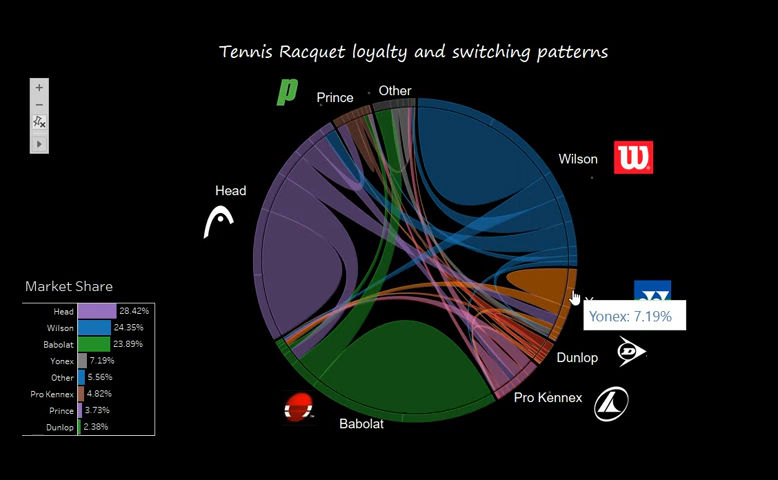 Tennis Racquet loyalty and switching patterns
p
Prince
Other
Wilson
W
Head
Yonex: 7.19%
Dunlop
D
Pro Kennex
Babolat
Market Share
Head 28.42%
Wilson 24.35%
Babolat 23.89%
Yonex 7.19%
Other 5.56%
Pro Kennex 4.82%
Prince 3.73%
Dunlop 2.38%